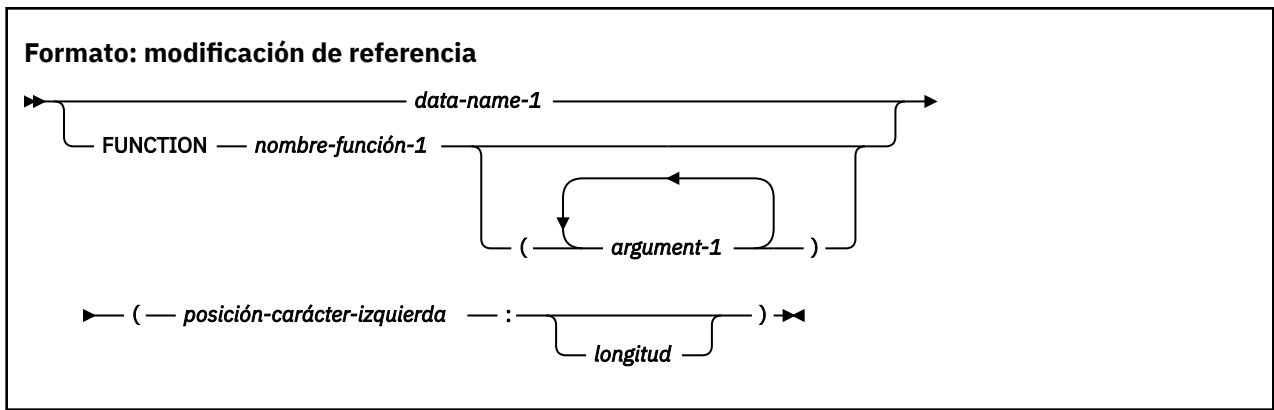 Formato: modificación de referencia
data-name-1
FUNCTION nombre-función-1
( argument-1 )
( posición-carácter-izquierda : )
longitud